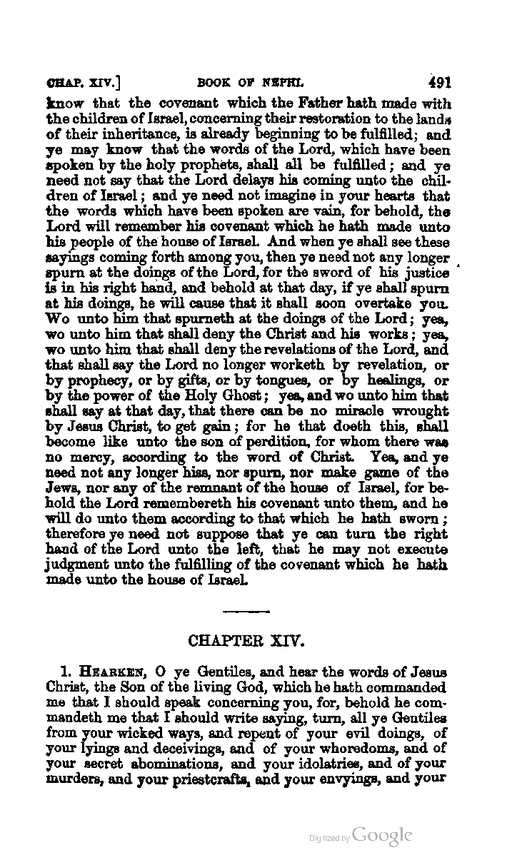 CHAP. XIV.] BOOK OF NEPHI. 491
know that the covenant which the Father hath made with
the children of Israel, concerning their restoration to the lands
of their inheritance, is already beginning to be fulfilled; and
ye may know that the words of the Lord, which have been
spoken by the holy prophets, shall all be fulfilled; and ye
need not say that the Lord delays his coming unto the chil-
dren of Israel; and ye need not imagine in your hearts that
the words which have been spoken are vain, for behold, the
Lord will remember his covenant which he hath made unto
his people of the house of Israel. And when ye shall see these
sayings coming forth among you, then ye need not any longer
spurn at the doings of the Lord, for the sword of his justice
is in his right hand, and behold at that day, if ye shall spurn
at his doings, he will cause that it shall soon overtake you.
Wo unto him that spurneth at the doings of the Lord; yea,
wo unto him that shall deny the Christ and his works; yea,
wo unto him that shall deny the revelations of the Lord, and
that shall say the Lord no longer worketh by revelation, or
by prophecy, or by gifts, or by tongues, or by healings, or
by the power of the Holy Ghost; yea, and wo unto him that
shall say at that day, that there can be no miracle wrought
by Jesus Christ, to get gain; for he that doeth this, shall
become like unto the son of perdition, for whom there was
no mercy, according to the word of Christ. Yea, and ye
need not any longer hiss, nor spurn, nor make game of the
Jews, nor any of the remnant of the house of Israel, for be-
hold the Lord remembereth his covenant unto them, and he
will do unto them according to that which he hath sworn;
therefore ye need not suppose that ye can turn the right
hand of the Lord unto the left, that he may not execute
judgment unto the fulfilling of the covenant which he hath
made unto the house of Israel.
CHAPTER XIV.
1. HEARKEN, O ye Gentiles, and hear the words of Jesus
Christ, the Son of the living God, which he hath commanded
me that I should speak concerning you, for, behold he com-
mandeth me that I should write saying, turn, all ye Gentiles
from your wicked ways, and repent of your evil doings, of
your lyings and deceivings, and of your whoredoms, and of
your secret abominations, and your idolatries, and of your
murders, and your priestcrafts, and your envyings, and your
Digitized by Google